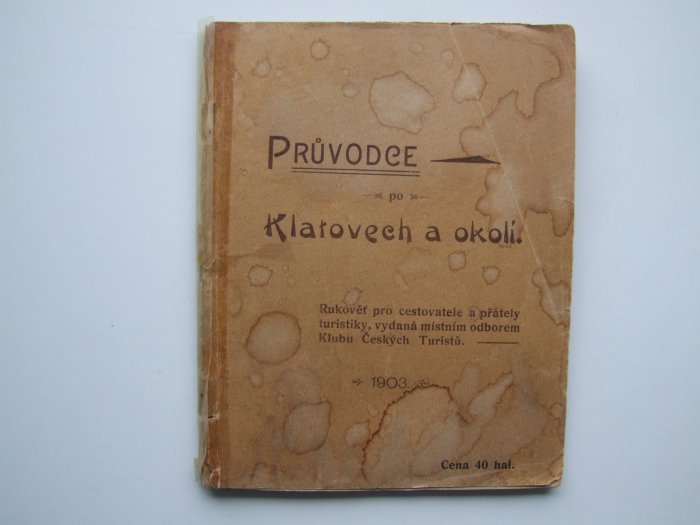 PRŮVODCE
po
Klatovech a okolí.
Rukověť pro cestovatele a přátely
turistiky, vydaná místním odborem
Klubu Českých Turistů.
1903.
Cena 40 hal.